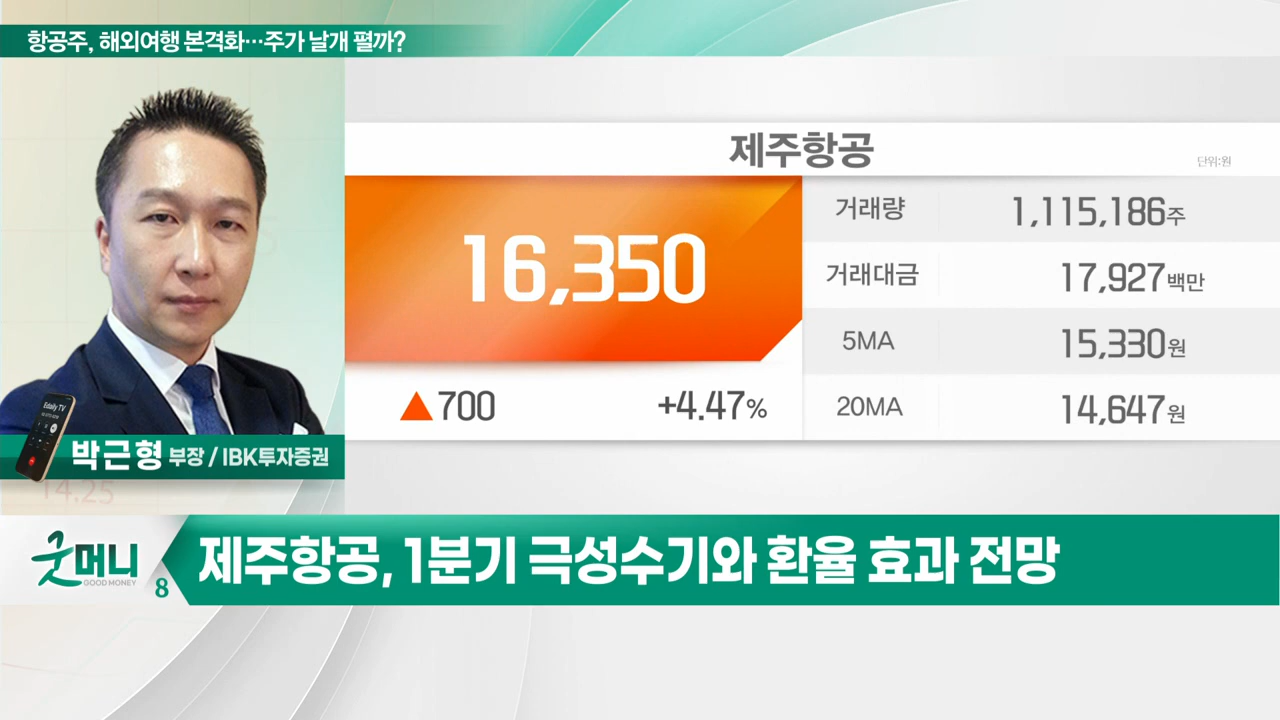 항공주, 해외여행 본격화…주가 날개 펼까?
제주항공
단위:원
16,350
▲700 +4.47%
거래량 1,115,186주
거래대금 17,927백만
5MA 15,330원
20MA 14,647원
Edaily TV
박근형 부장 / IBK투자증권
14.25
굿머니
GOOD MONEY
8
제주항공, 1분기 극성수기와 환율 효과 전망